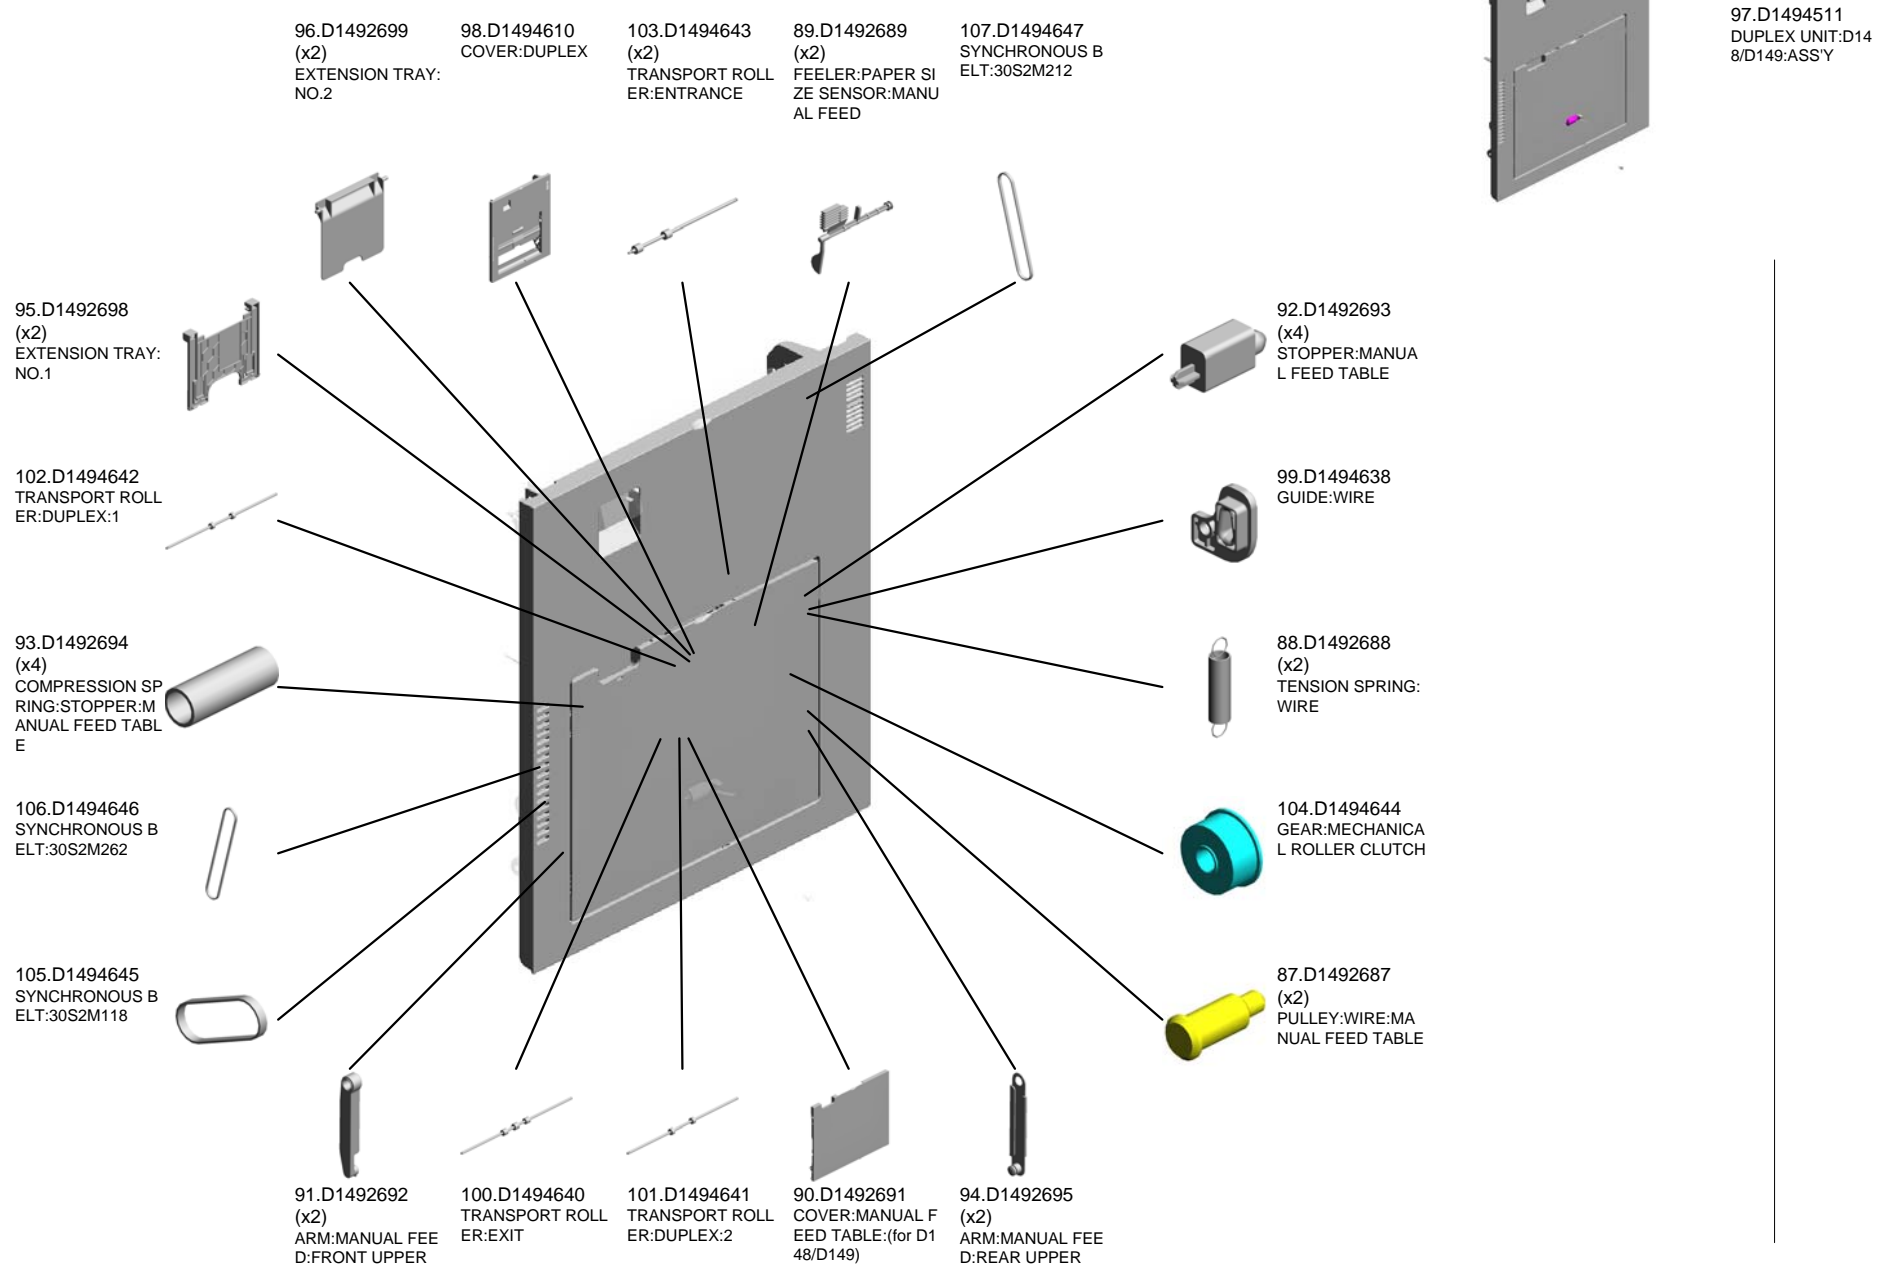 96.D1492699
(x2)
EXTENSION TRAY:
NO.2
98.D1494610
COVER:DUPLEX
103.D1494643
(x2)
TRANSPORT ROLL
ER:ENTRANCE
89.D1492689
(x2)
FEELER:PAPER SI
ZE SENSOR:MANU
AL FEED
107.D1494647
SYNCHRONOUS B
ELT:30S2M212
97.D1494511
DUPLEX UNIT:D14
8/D149:ASS'Y
95.D1492698
(x2)
EXTENSION TRAY:
NO.1
92.D1492693
(x4)
STOPPER:MANUA
L FEED TABLE
102.D1494642
TRANSPORT ROLL
ER:DUPLEX:1
99.D1494638
GUIDE:WIRE
93.D1492694
(x4)
COMPRESSION SP
RING:STOPPER:M
ANUAL FEED TABL
E
88.D1492688
(x2)
TENSION SPRING:
WIRE
106.D1494646
SYNCHRONOUS B
ELT:30S2M262
104.D1494644
GEAR:MECHANICA
L ROLLER CLUTCH
105.D1494645
SYNCHRONOUS B
ELT:30S2M118
87.D1492687
(x2)
PULLEY:WIRE:MA
NUAL FEED TABLE
91.D1492692
(x2)
ARM:MANUAL FEE
D:FRONT UPPER
100.D1494640
TRANSPORT ROLL
ER:EXIT
101.D1494641
TRANSPORT ROLL
ER:DUPLEX:2
90.D1492691
COVER:MANUAL F
EED TABLE:(for D1
48/D149)
94.D1492695
(x2)
ARM:MANUAL FEE
D:REAR UPPER